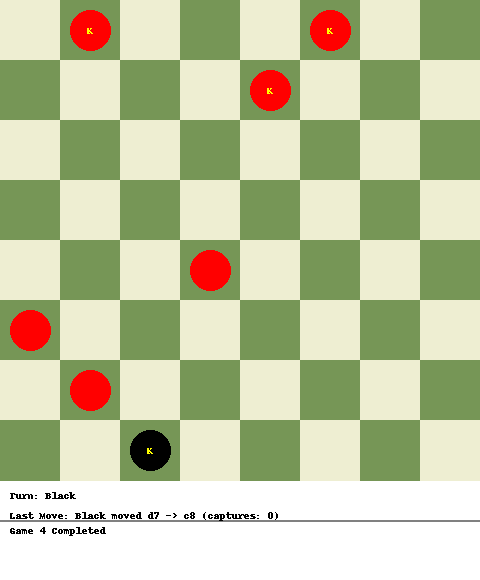 K K
K
K
Turn: Black
Last Move: Black moved d7 -> c8 (captures: 0)
Game 4 Completed